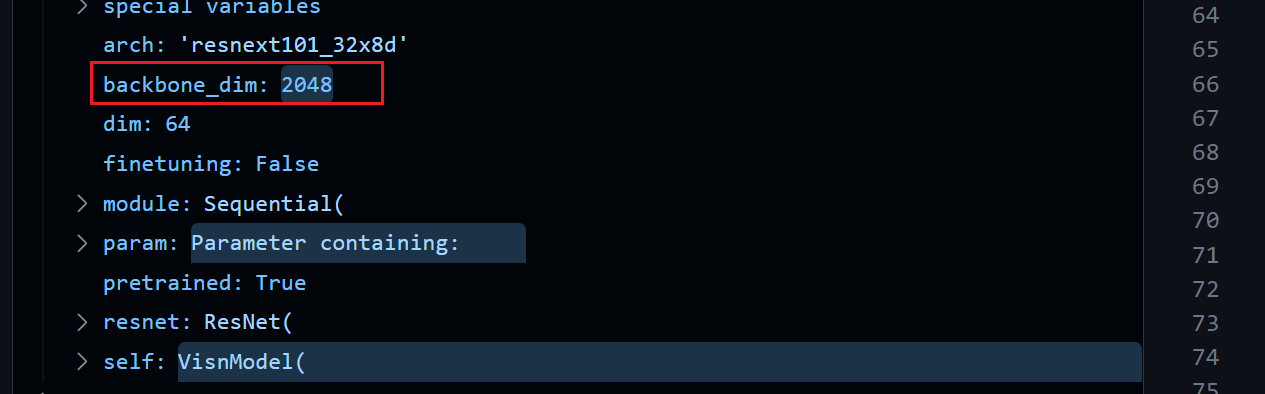 special variables
arch: 'resnext101_32x8d'
backbone_dim: 2048
dim: 64
finetuning: False
module: Sequential(
param: Parameter containing:
pretrained: True
resnet: ResNet(
self: VisnModel(
64
65
66
67
68
69
70
71
72
73
74
75